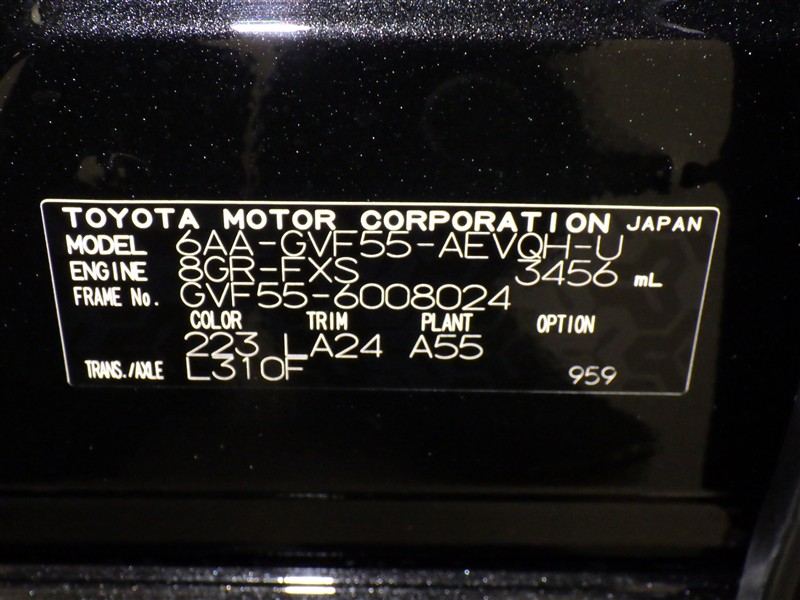 TOYOTA MOTOR CORPORATION JAPAN
MODEL 6AA-GVF55-AEVQH-U
ENGINE 8GR-FXS 3456 mL
FRAME No. GVF55-6008024
COLOR TRIM PLANT OPTION
223 LA24 A55
TRANS./AXLE L310F 959